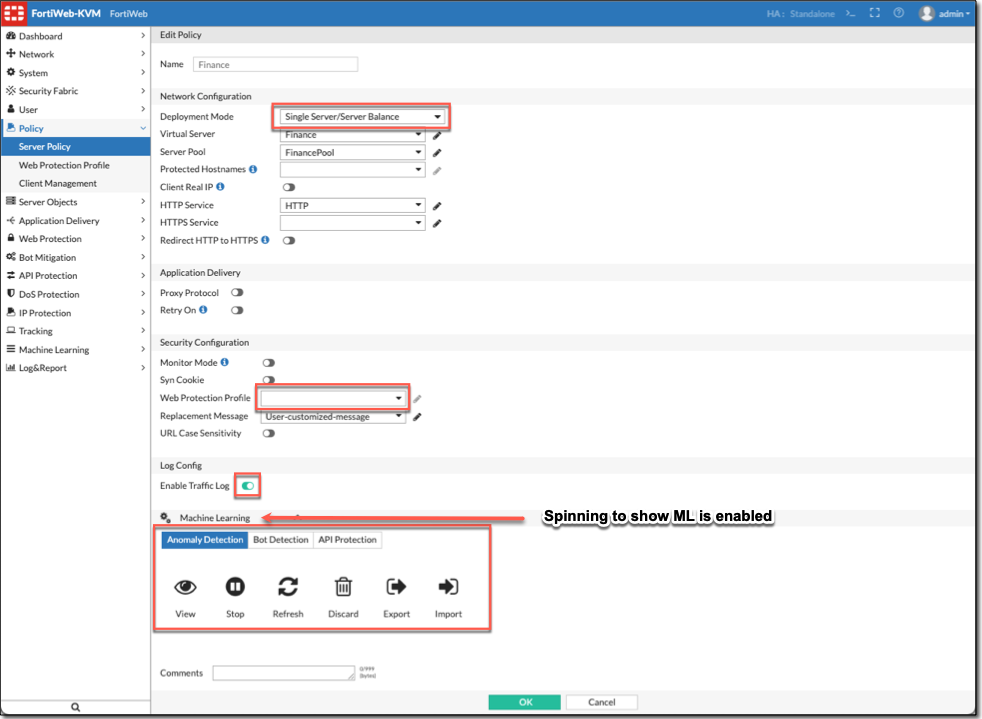 FortiWeb-KVM FortiWeb HA: Standalone >_ admin
Dashboard
Network
System
Security Fabric
User
Policy
Server Policy
Web Protection Profile
Client Management
Server Objects
Application Delivery
Web Protection
Bot Mitigation
API Protection
DoS Protection
IP Protection
Tracking
Machine Learning
Log&Report
Edit Policy
Name Finance
Network Configuration
Deployment Mode Single Server/Server Balance
Virtual Server Finance
Server Pool FinancePool
Protected Hostnames
Client Real IP
HTTP Service HTTP
HTTPS Service
Redirect HTTP to HTTPS
Application Delivery
Proxy Protocol
Retry On
Security Configuration
Monitor Mode
Syn Cookie
Web Protection Profile
Replacement Message User-customized-message
URL Case Sensitivity
Log Config
Enable Traffic Log
Machine Learning Spinning to show ML is enabled
Anomaly Detection Bot Detection API Protection
View Stop Refresh Discard Export Import
Comments 0/999
(bytes)
OK Cancel